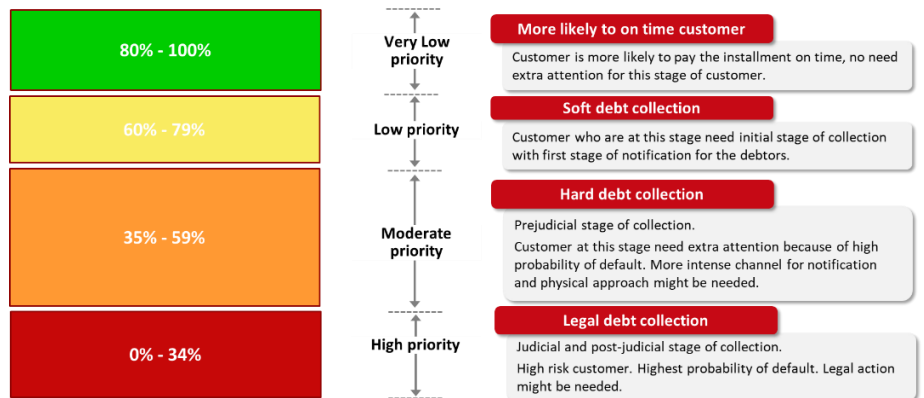 80% - 100%
Very Low
priority
More likely to on time customer
Customer is more likely to pay the installment on time, no need
extra attention for this stage of customer.
60% - 79%
Low priority
Soft debt collection
Customer who are at this stage need initial stage of collection
with first stage of notification for the debtors.
35% - 59%
Moderate
priority
Hard debt collection
Prejudicial stage of collection.
Customer at this stage need extra attention because of high
probability of default. More intense channel for notification
and physical approach might be needed.
0% - 34%
High priority
Legal debt collection
Judicial and post-judicial stage of collection.
High risk customer. Highest probability of default. Legal action
might be needed.